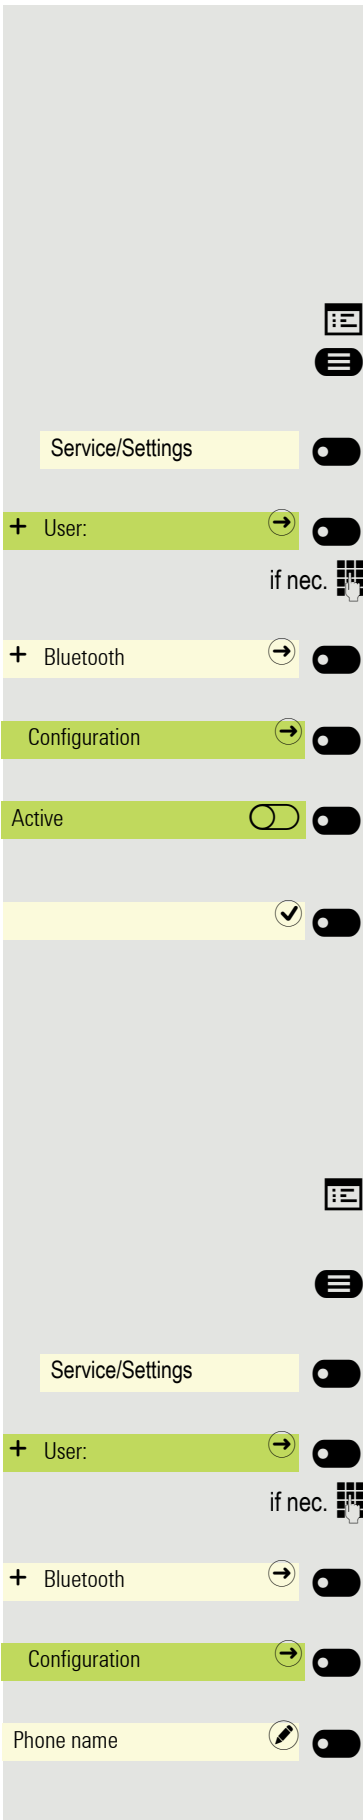 Service/Settings
+ User:
if nec.
+ Bluetooth
Configuration
Active
Service/Settings
+ User:
if nec.
+ Bluetooth
Configuration
Phone name